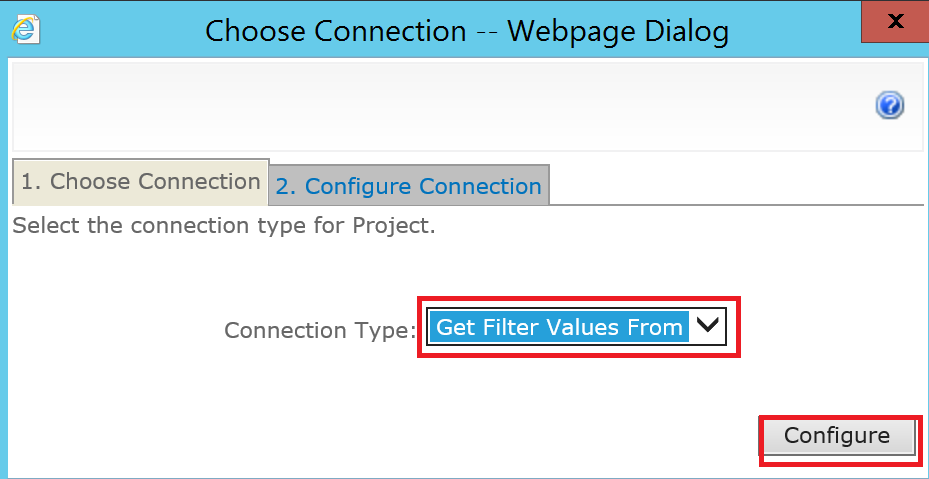 Choose Connection -- Webpage Dialog
x
?
1. Choose Connection
2. Configure Connection
Select the connection type for Project.
Connection Type: Get Filter Values From
Configure